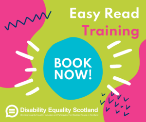 Easy Read
Training
BOOK
NOW!
Disability Equality Scotland